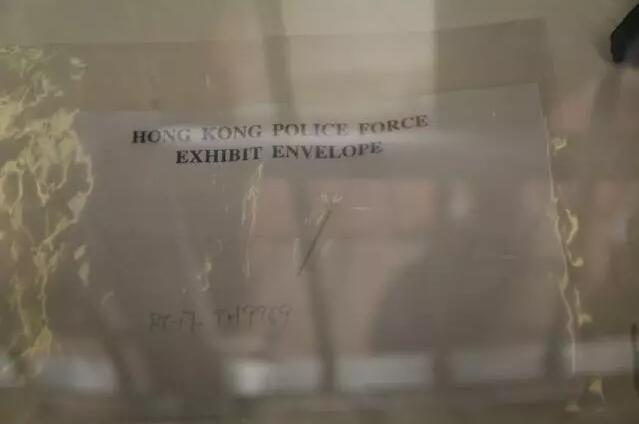 HONG KONG POLICE FORCE
EXHIBIT ENVELOPE